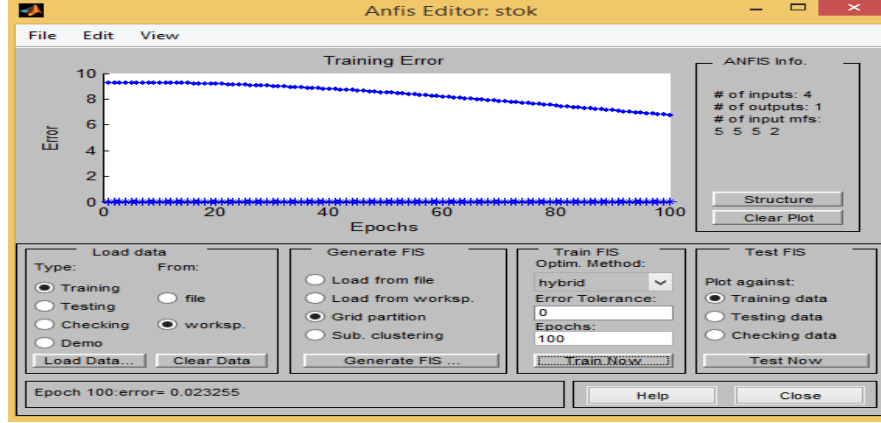 Anfis Editor: stok
File Edit View
Training Error
10
8
6
4
2
0
Error
0 20 40 60 80 100
Epochs
ANFIS Info.
# of inputs: 4
# of outputs: 1
# of input mfs:
5 5 5 2
Structure
Clear Plot
Load data
Type: From:
Training
Testing
Checking
Demo
file
worksp.
Load Data... Clear Data
Generate FIS
Load from file
Load from worksp.
Grid partition
Sub. clustering
Generate FIS ...
Train FIS
Optim. Method:
hybrid
Error Tolerance:
0
Epochs:
100
Train Now
Test FIS
Plot against:
Training data
Testing data
Checking data
Test Now
Epoch 100:error= 0.023255
Help Close